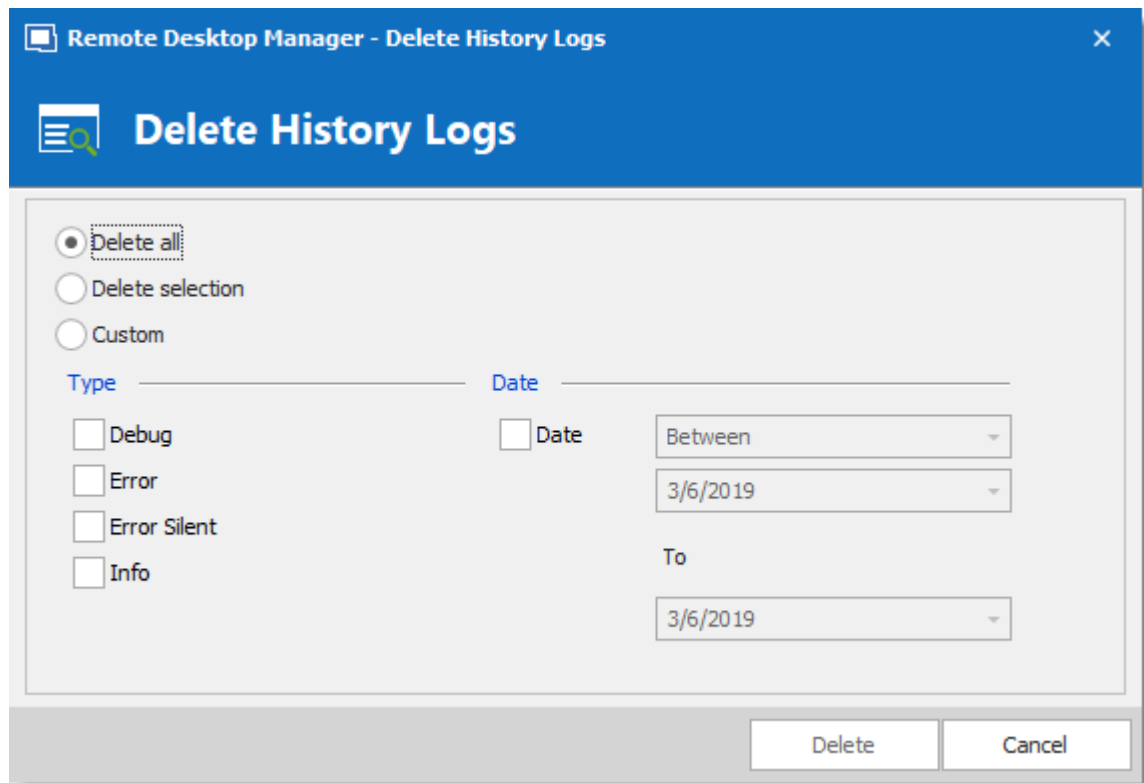 Remote Desktop Manager - Delete History Logs
Delete History Logs
Delete all
Delete selection
Custom
Type
Date
Debug
Date
Between
Error
3/6/2019
Error Silent
To
Info
3/6/2019
Delete
Cancel